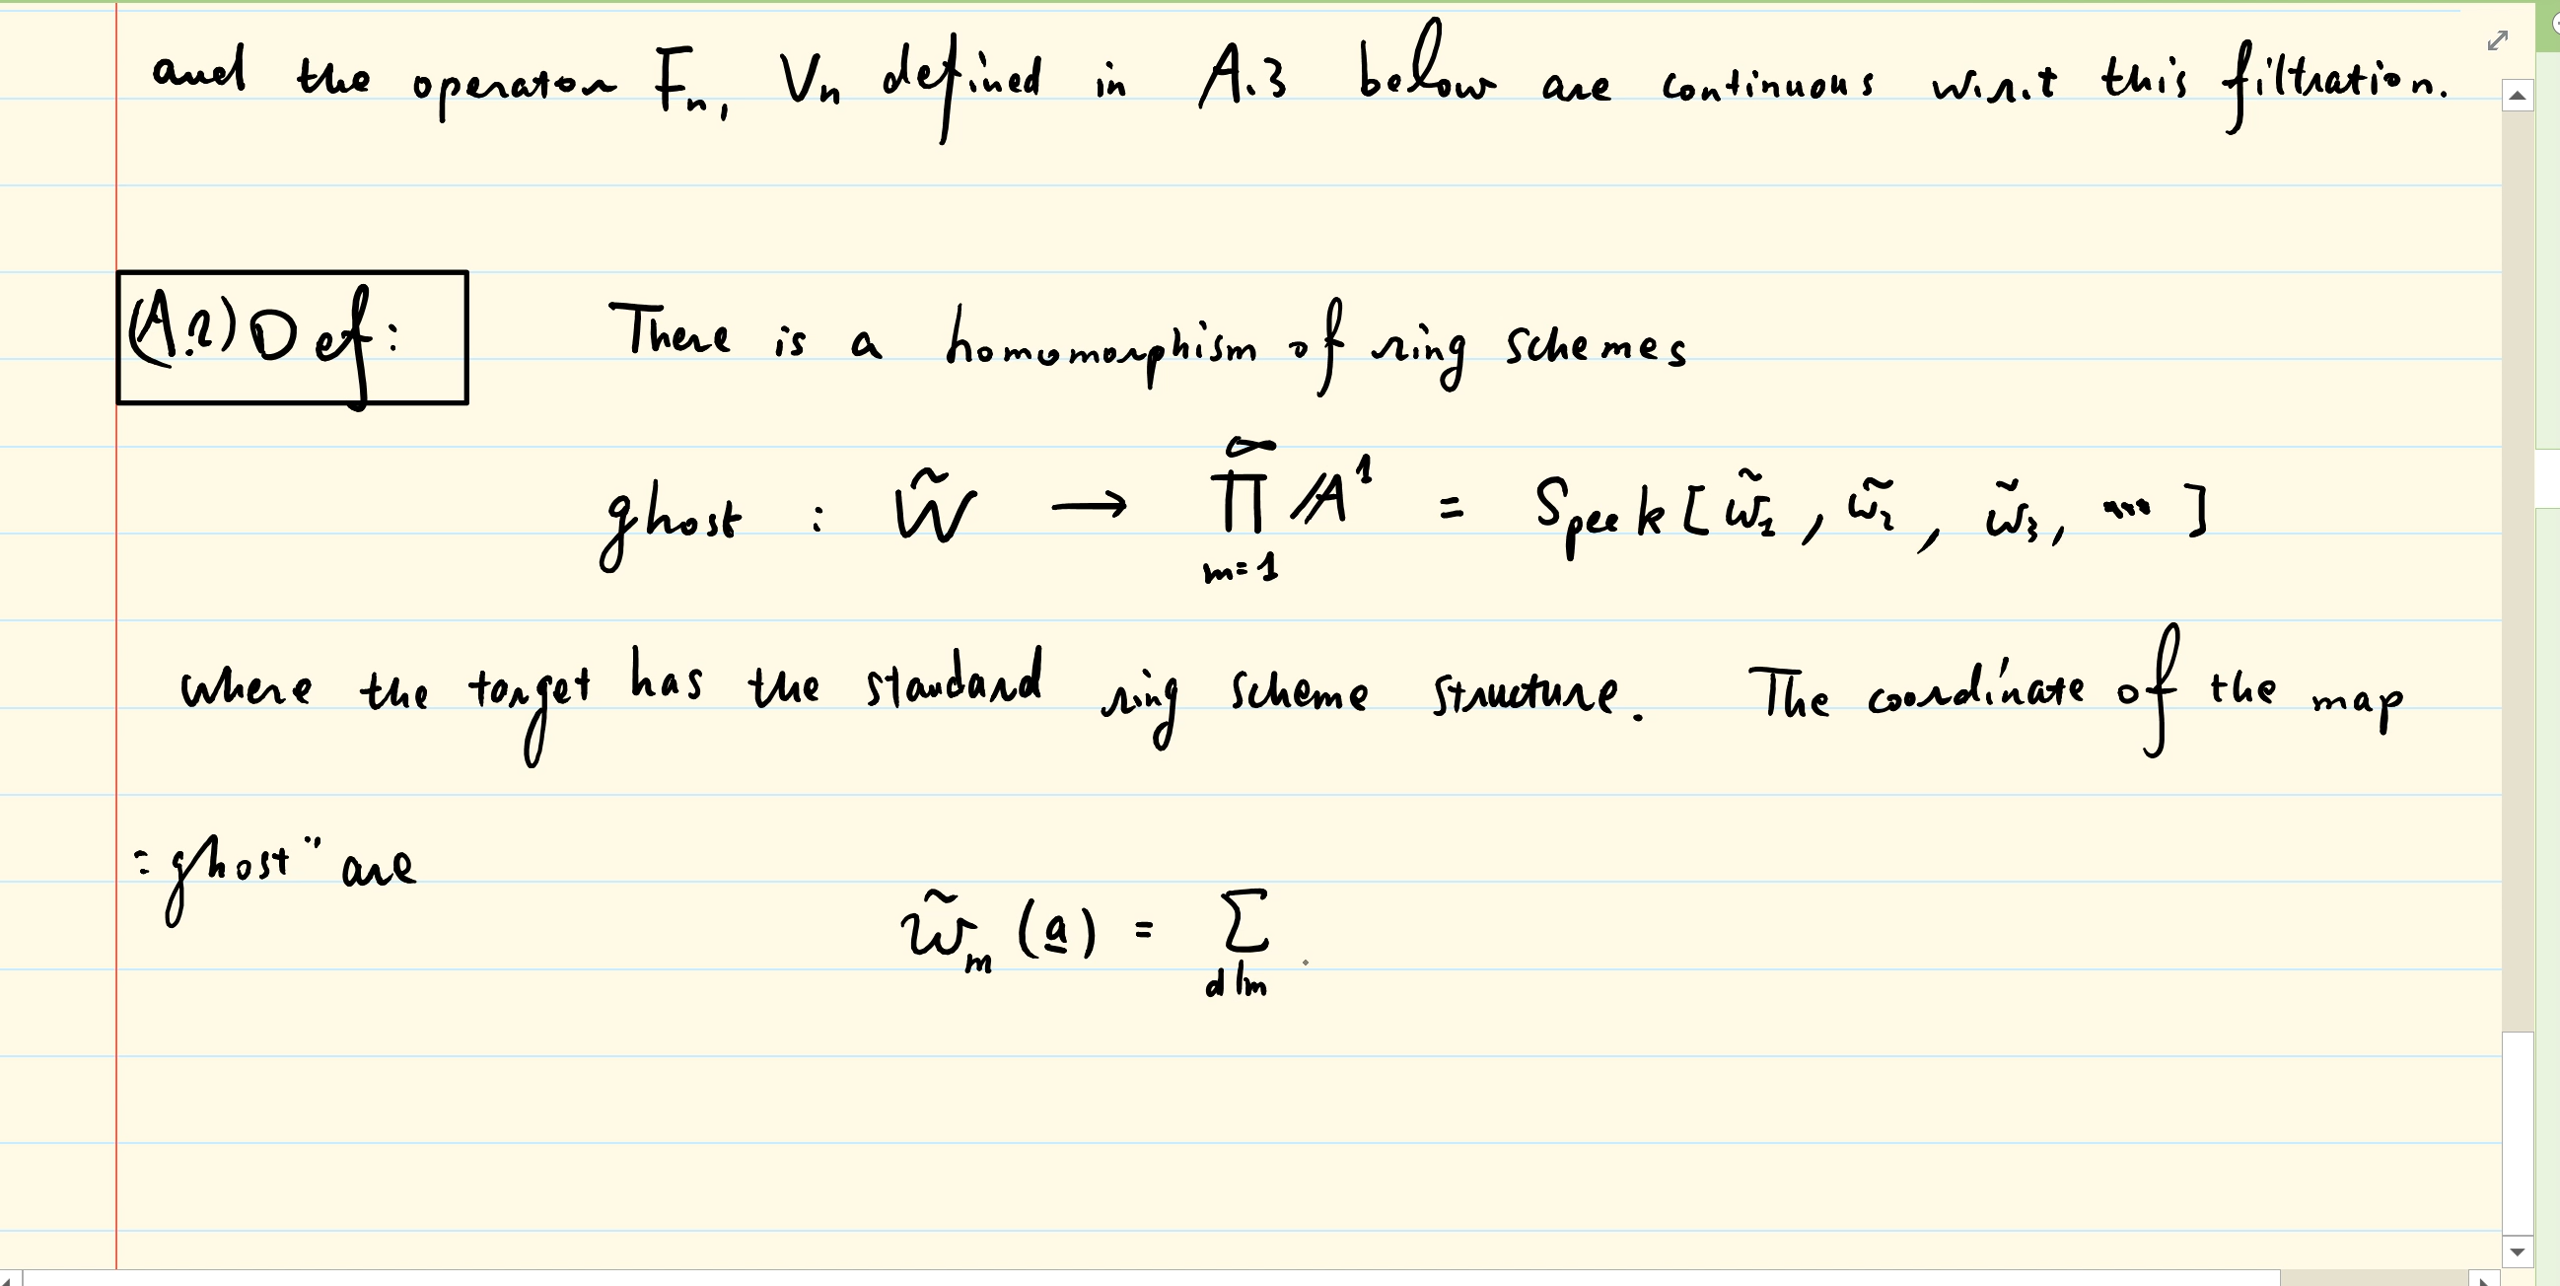 and the operator Fₙ, Vₙ defined in A.3 below are continuous w.r.t this filtration.
(A.2) Def: There is a homomorphism of ring schemes
ghost : W̃ → ∏_{m=1}^{∞} 𝔸¹ = Spec k [ w̃₁ , w̃₂ , w̃₃, ... ]
where the target has the standard ring scheme structure. The coordinate of the map
"ghost" are
w̃ₘ (a̲) = ∑_{d|m}